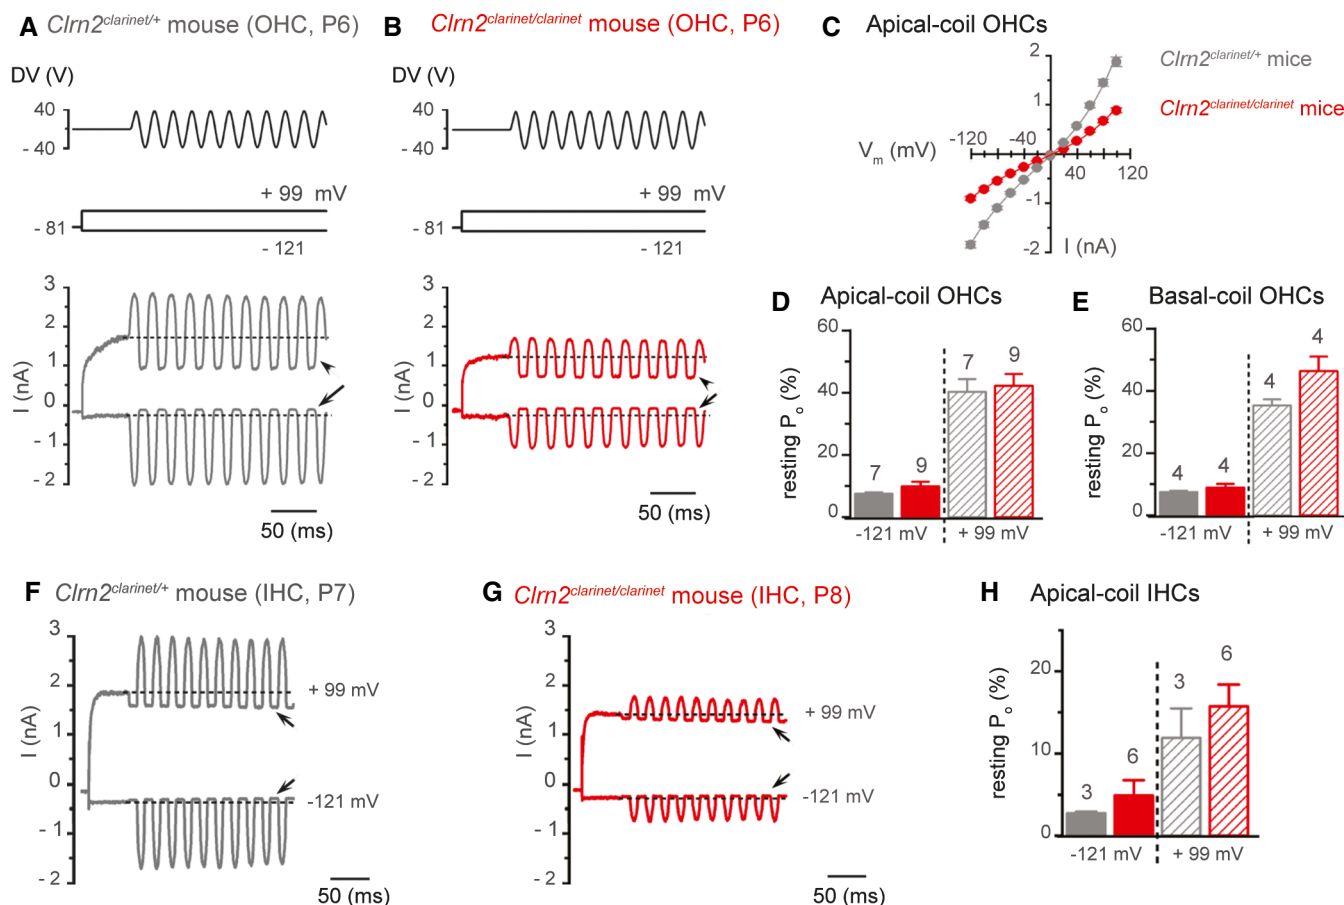 A Clrn2clarinet/+ mouse (OHC, P6)
DV (V)
40
- 40
+ 99 mV
- 81
- 121
3
2
1
0
- 1
- 2
I (nA)
50 (ms)
B Clrn2clarinet/clarinet mouse (OHC, P6)
DV (V)
40
- 40
+ 99 mV
- 81
- 121
3
2
1
0
- 1
- 2
I (nA)
50 (ms)
C Apical-coil OHCs
2
1
-1
-2
-120
-40
40
120
Vm (mV)
I (nA)
Clrn2clarinet/+ mice
Clrn2clarinet/clarinet mice
D Apical-coil OHCs
60
40
20
0
resting Po (%)
7
9
7
9
-121 mV
+ 99 mV
E Basal-coil OHCs
60
40
20
0
resting Po (%)
4
4
4
4
-121 mV
+ 99 mV
F Clrn2clarinet/+ mouse (IHC, P7)
3
2
1
0
- 1
- 2
I (nA)
+ 99 mV
-121 mV
50 (ms)
G Clrn2clarinet/clarinet mouse (IHC, P8)
3
2
1
0
- 1
- 2
I (nA)
+ 99 mV
-121 mV
50 (ms)
H Apical-coil IHCs
20
10
0
resting Po (%)
3
6
3
6
-121 mV
+ 99 mV